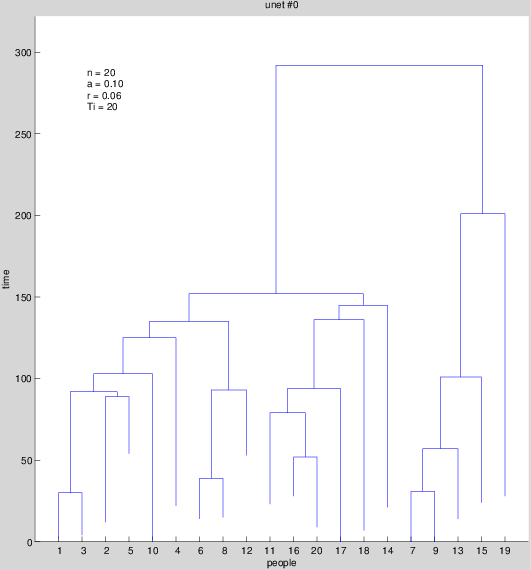 unet #0
300
n = 20
a = 0.10
r = 0.06
Ti = 20
250
200
time
150
100
50
0
1 3 2 5 10 4 6 8 12 11 16 20 17 18 14 7 9 13 15 19
people